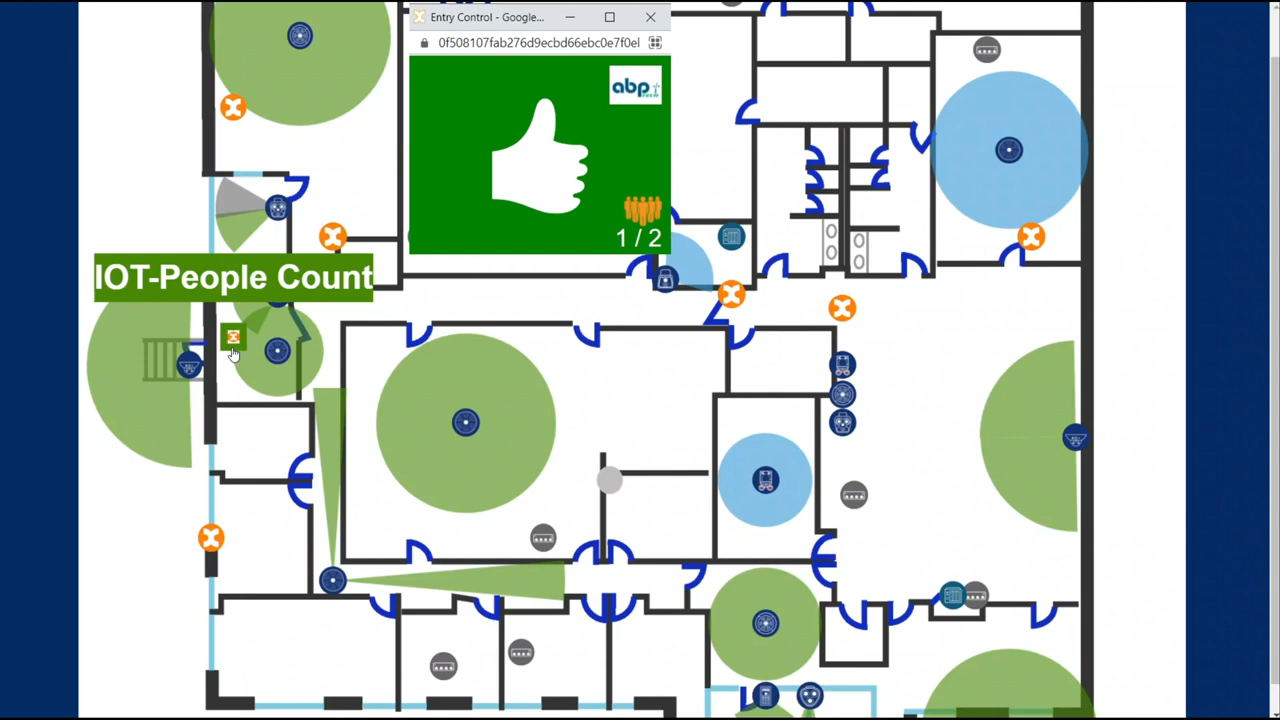 Entry Control - Google...
0f508107fab276d9ecbd66ebc0e7f0el
abp
1 / 2
IOT-People Count